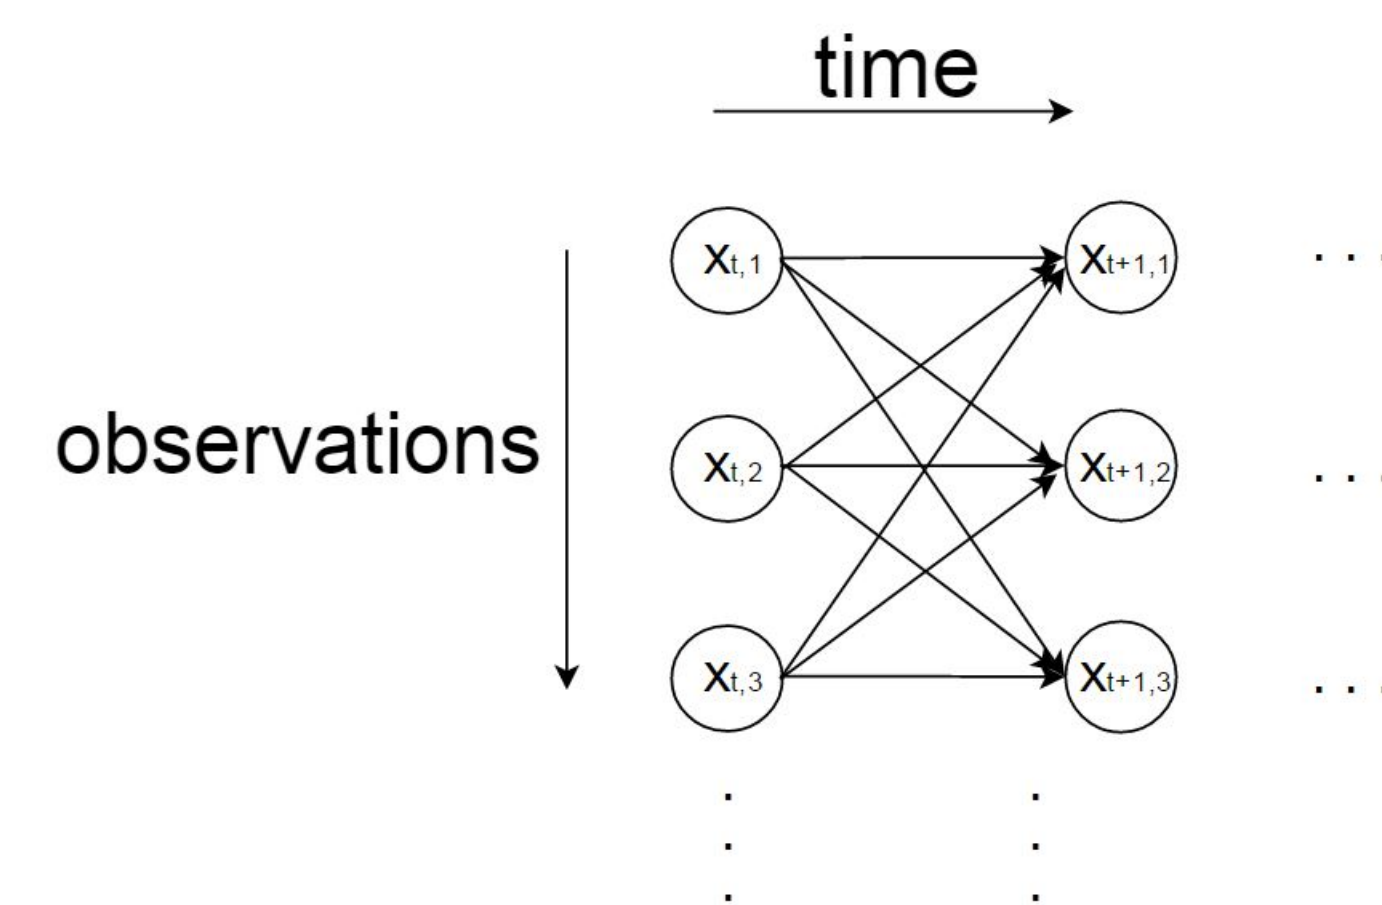 time
Xt,1 Xt+1,1 . . .
observations
Xt,2 Xt+1,2 . . .
Xt,3 Xt+1,3 . . .
. .
. .
. .